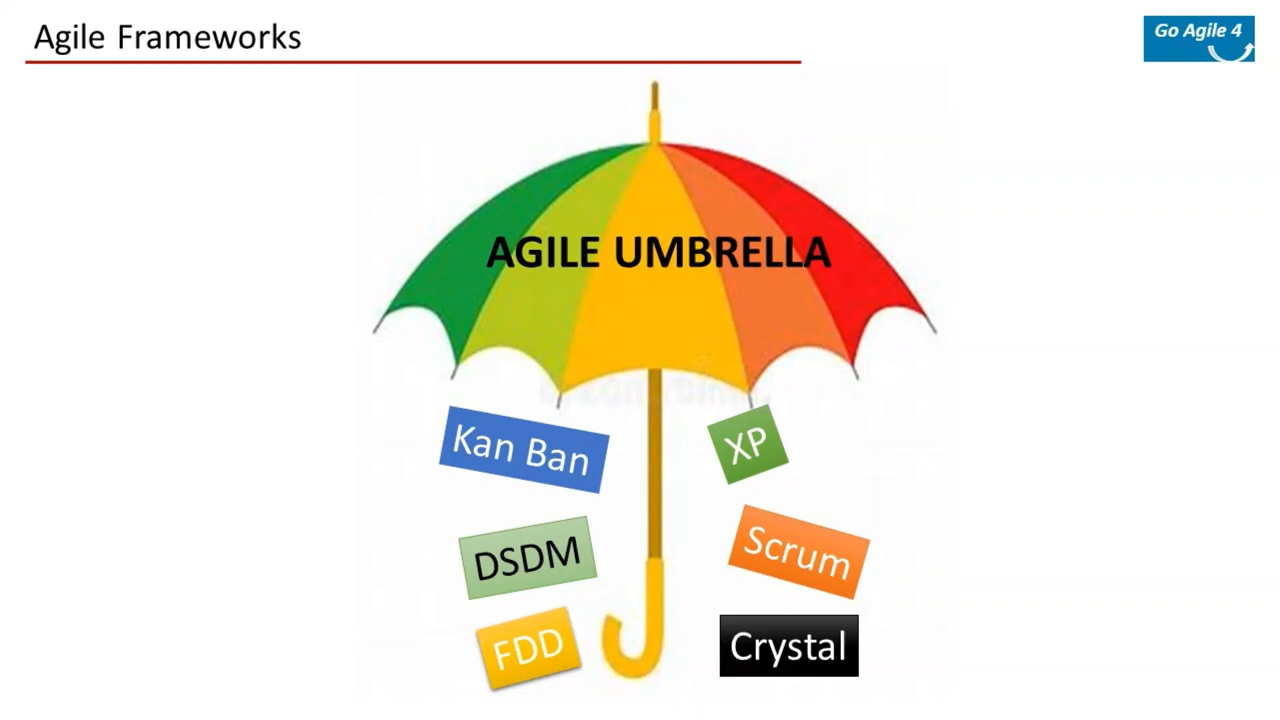 Agile Frameworks
Go Agile 4
AGILE UMBRELLA
Kan Ban
XP
DSDM
Scrum
FDD
Crystal